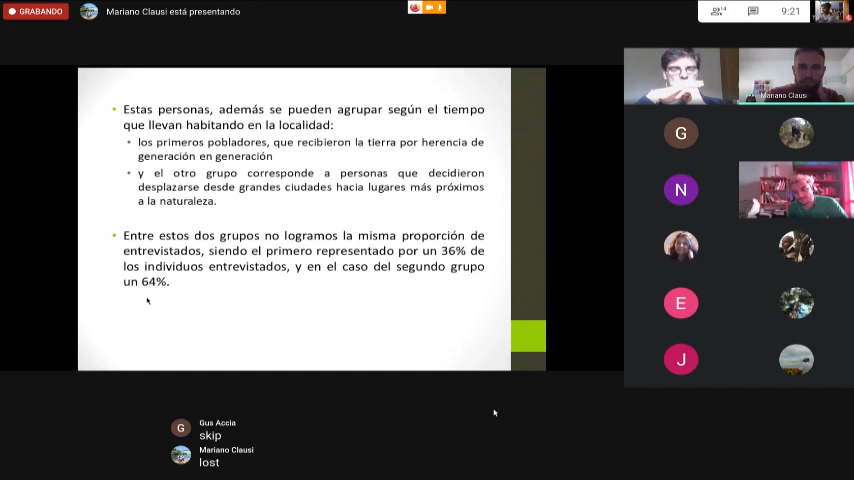 GRABANDO
Mariano Clausi está presentando
14
9:21
Estas personas, además se pueden agrupar según el tiempo
que llevan habitando en la localidad:
los primeros pobladores, que recibieron la tierra por herencia de
generación en generación
y el otro grupo corresponde a personas que decidieron
desplazarse desde grandes ciudades hacia lugares más próximos
a la naturaleza.
Entre estos dos grupos no logramos la misma proporción de
entrevistados, siendo el primero representado por un 36% de
los individuos entrevistados, y en el caso del segundo grupo
un 64%.
Mariano Clausi
G
N
E
J
G
Gus Accia
skip
Mariano Clausi
lost